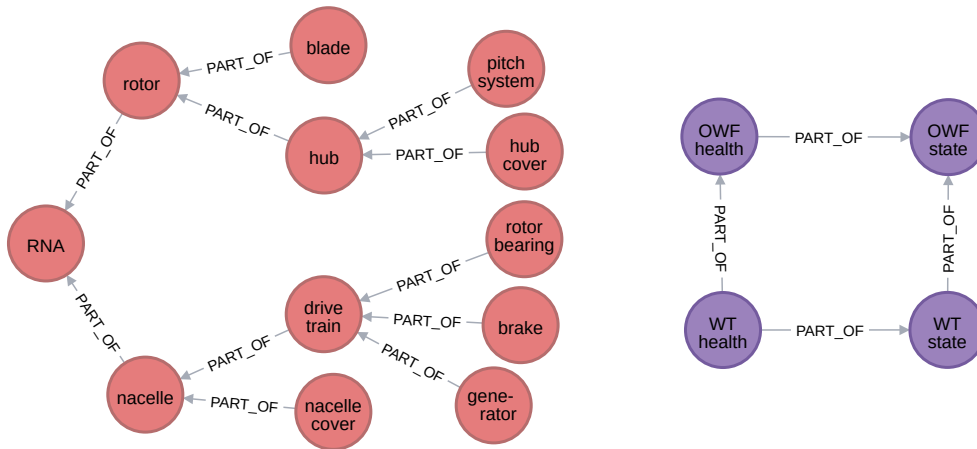 blade
PART_OF
rotor
pitch
system
PART_OF
PART_OF
hub
PART_OF
hub
cover
PART_OF
RNA
rotor
bearing
PART_OF
drive
train
PART_OF
brake
PART_OF
PART_OF
PART_OF
nacelle
PART_OF
nacelle
cover
gene-
rator
OWF
health
PART_OF
OWF
state
PART_OF
PART_OF
WT
health
PART_OF
WT
state